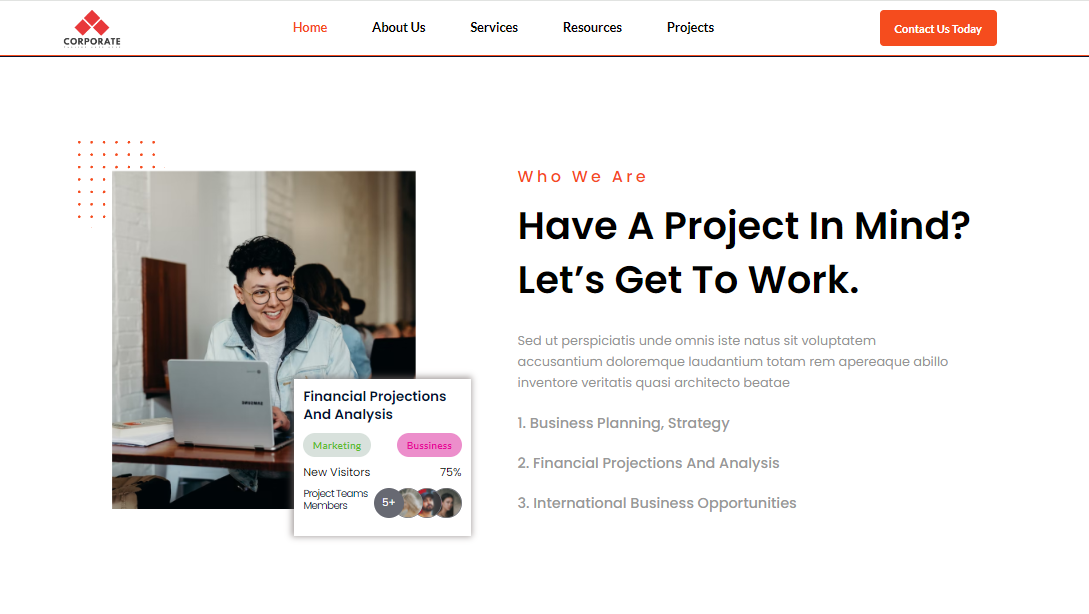 CORPORATE
Home
About Us
Services
Resources
Projects
Contact Us Today
Who We Are
Have A Project In Mind?
Let’s Get To Work.
Sed ut perspiciatis unde omnis iste natus sit voluptatem
accusantium doloremque laudantium totam rem apereaque abillo
inventore veritatis quasi architecto beatae
1. Business Planning, Strategy
2. Financial Projections And Analysis
3. International Business Opportunities
Financial Projections
And Analysis
Marketing
Bussiness
New Visitors
75%
Project Teams
Members
5+